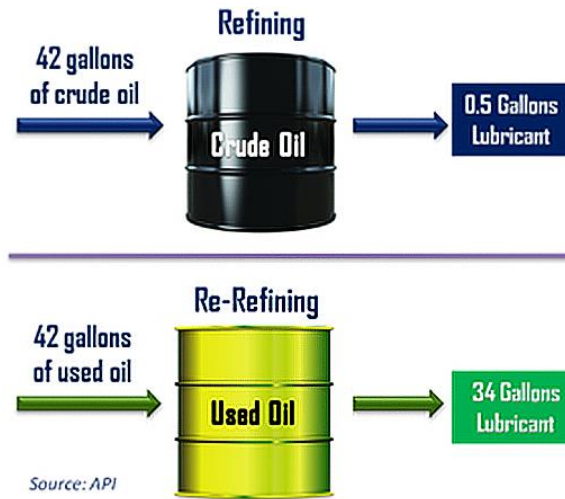 Refining
42 gallons
of crude oil
Crude Oil
0.5 Gallons
Lubricant
Re-Refining
42 gallons
of used oil
Used Oil
34 Gallons
Lubricant
Source: API